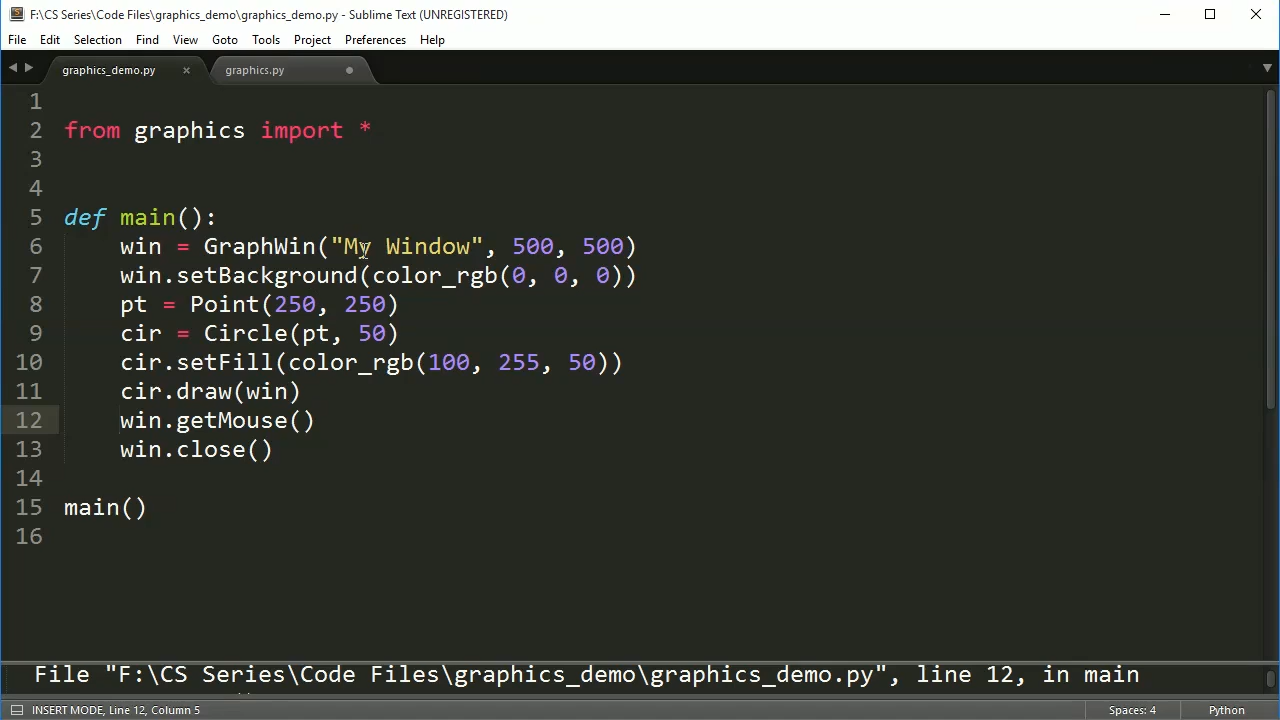 F:\CS Series\Code Files\graphics_demo\graphics_demo.py - Sublime Text (UNREGISTERED)
File Edit Selection Find View Goto Tools Project Preferences Help
graphics_demo.py × graphics.py
1
2 from graphics import *
3
4
5 def main():
6 win = GraphWin("My Window", 500, 500)
7 win.setBackground(color_rgb(0, 0, 0))
8 pt = Point(250, 250)
9 cir = Circle(pt, 50)
10 cir.setFill(color_rgb(100, 255, 50))
11 cir.draw(win)
12 win.getMouse()
13 win.close()
14
15 main()
16
File "F:\CS Series\Code Files\graphics_demo\graphics_demo.py", line 12, in main
INSERT MODE, Line 12, Column 5 Spaces: 4 Python